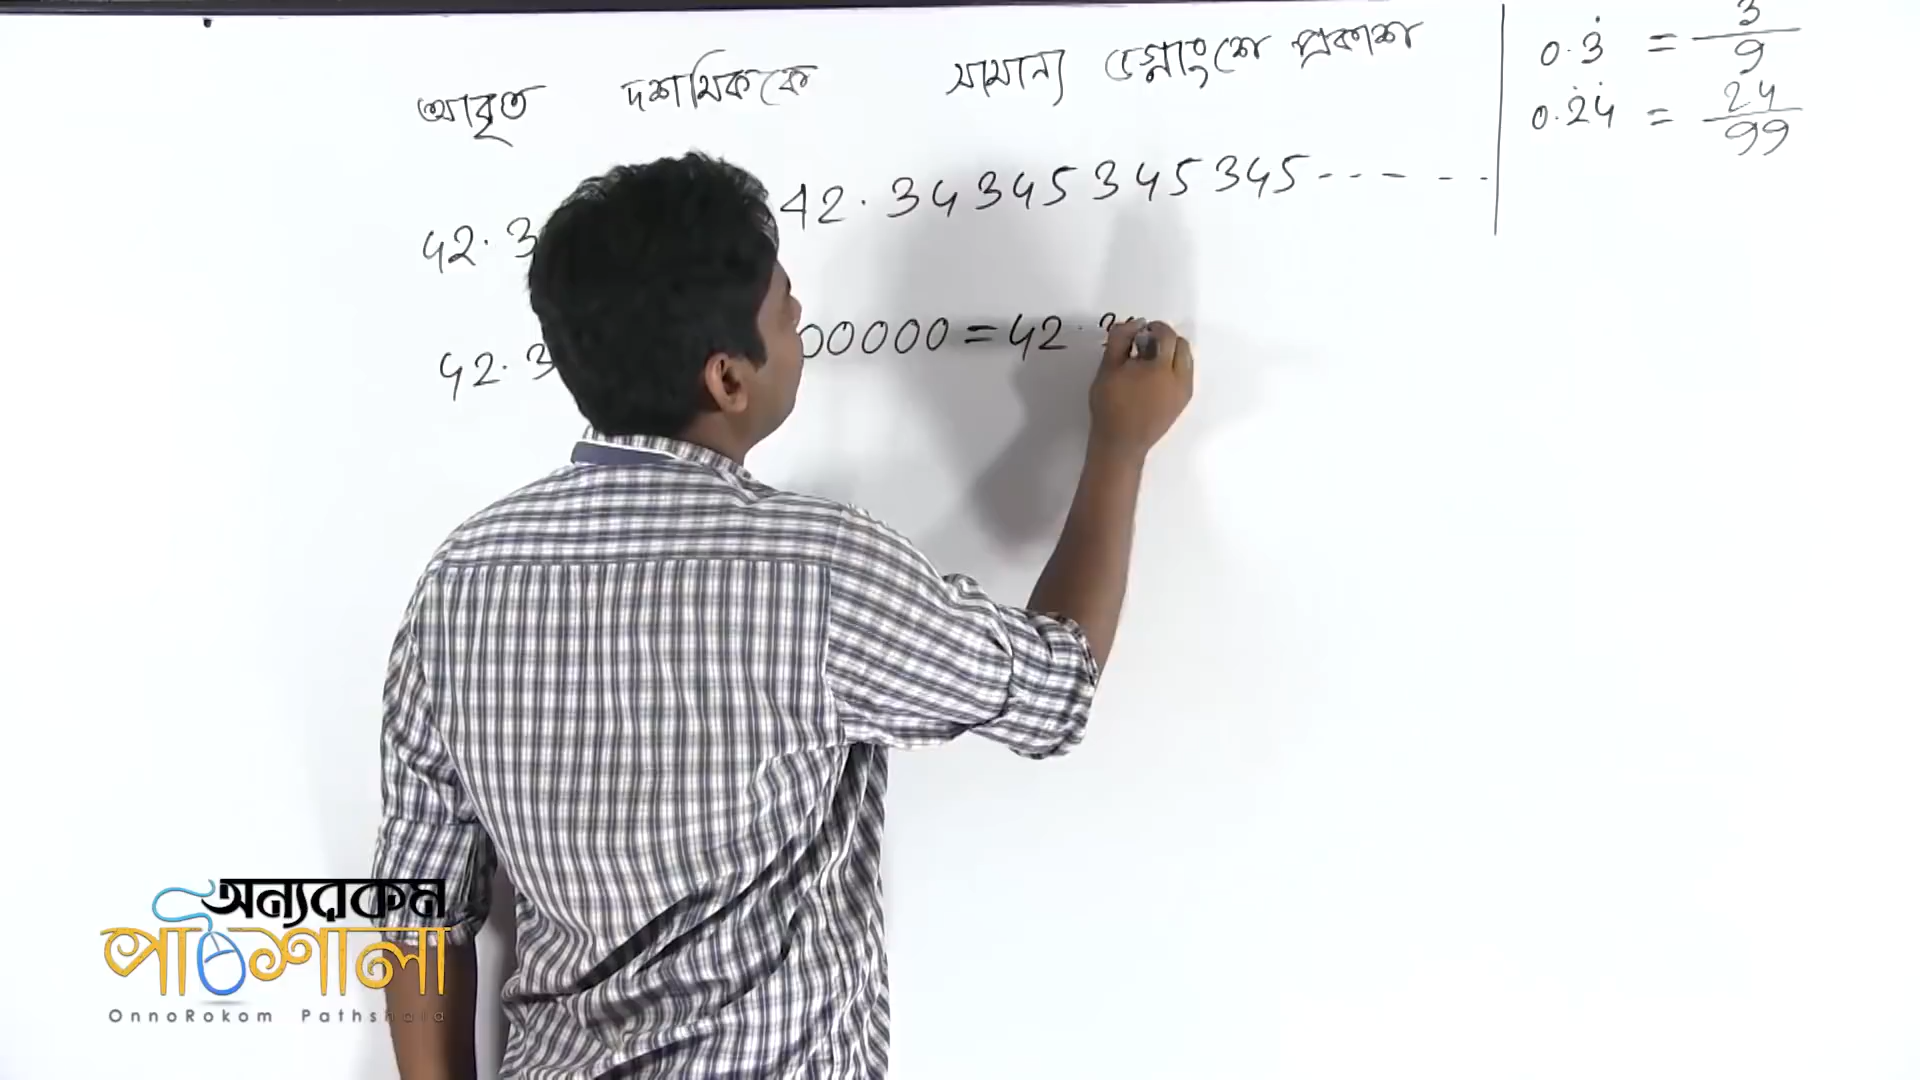 আবৃত দশমিককে সামান্য ভগ্নাংশে প্রকাশ
42.3 42.34345345345-----
42.3 00000=42.34
0.3̇ = 3/9
0.2̇4̇ = 24/99
অন্যরকম
পাঠশালা
OnnoRokom Pathshala